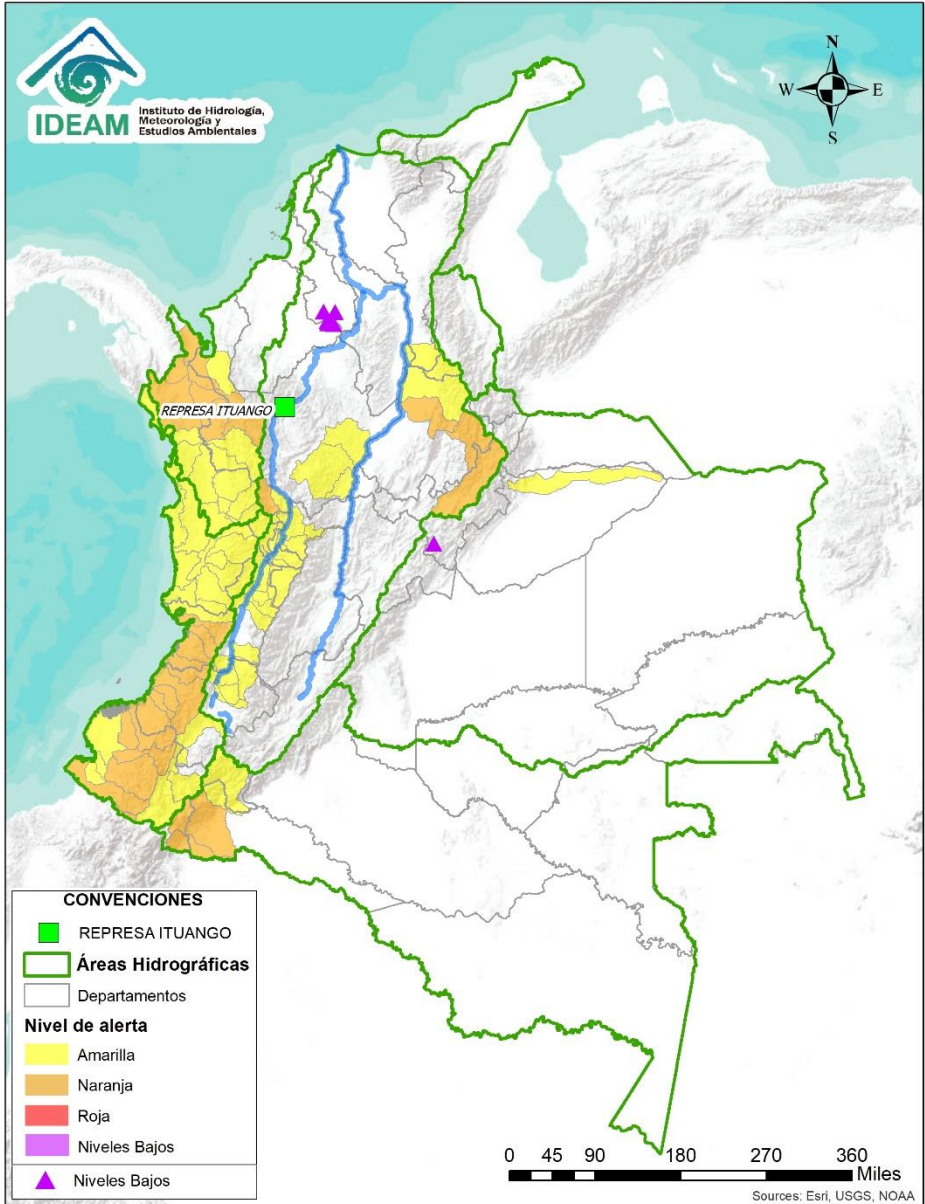 IDEAM
Instituto de Hidrología,
Meteorología y
Estudios Ambientales
N
W
E
S
REPRESA ITUANGO
CONVENCIONES
REPRESA ITUANGO
Áreas Hidrográficas
Departamentos
Nivel de alerta
Amarilla
Naranja
Roja
Niveles Bajos
Niveles Bajos
0 45 90 180 270 360
Miles
Sources: Esri, USGS, NOAA